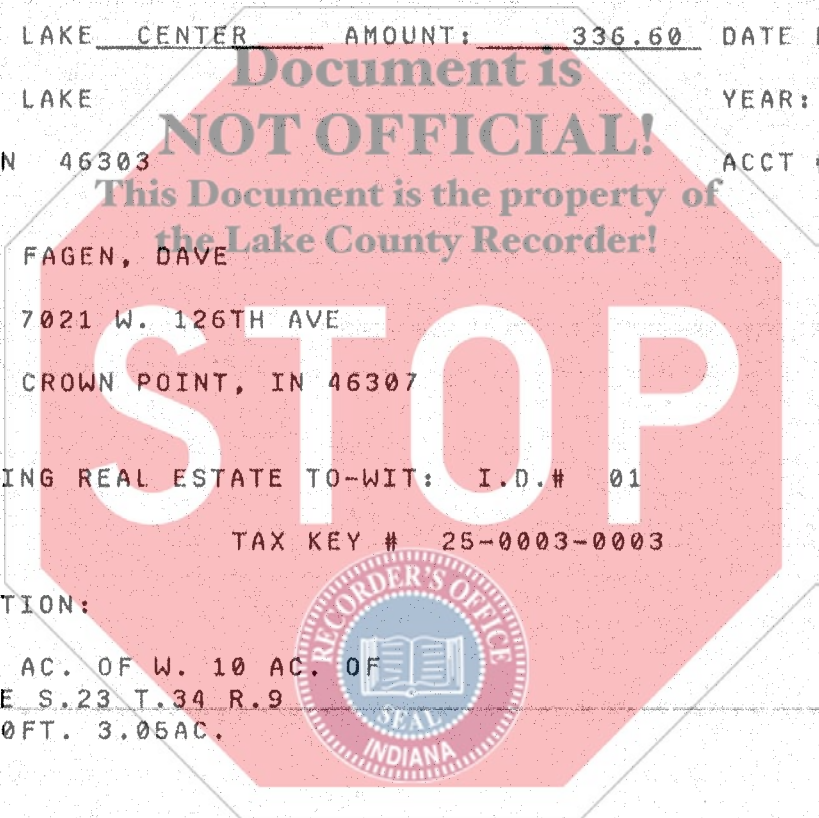 LAKE CENTER AMOUNT: 336.60 DATE
Document is
LAKE YEAR:
NOT OFFICIAL!
N 46303 ACCT #
This Document is the property of
the Lake County Recorder!
FAGEN, DAVE
7021 W. 126TH AVE
STOP
CROWN POINT, IN 46307
ING REAL ESTATE TO-WIT: I.D.# 01
TAX KEY # 25-0003-0003
RECORDER'S OFFICE
TION:
AC. OF W. 10 AC. OF
E S.23 T.34 R.9
SEAL
0FT. 3.05AC.
INDIANA